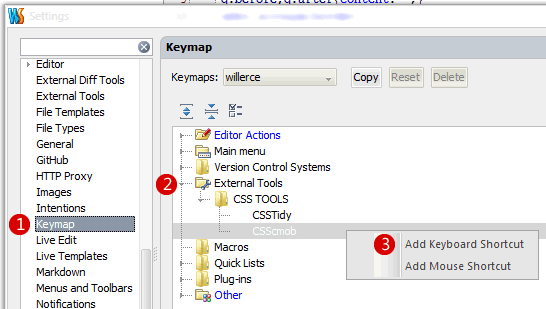 q:before,q:after{content:'';}
WS Settings
Editor
External Diff Tools
External Tools
File Templates
File Types
General
GitHub
HTTP Proxy
Images
Intentions
1 Keymap
Live Edit
Live Templates
Markdown
Menus and Toolbars
Notifications
Keymap
Keymaps: willerce Copy Reset Delete
Editor Actions
Main menu
Version Control Systems
2 External Tools
CSS TOOLS
CSSTidy
CSScmob
Macros
Quick Lists
Plug-ins
Other
3 Add Keyboard Shortcut
Add Mouse Shortcut